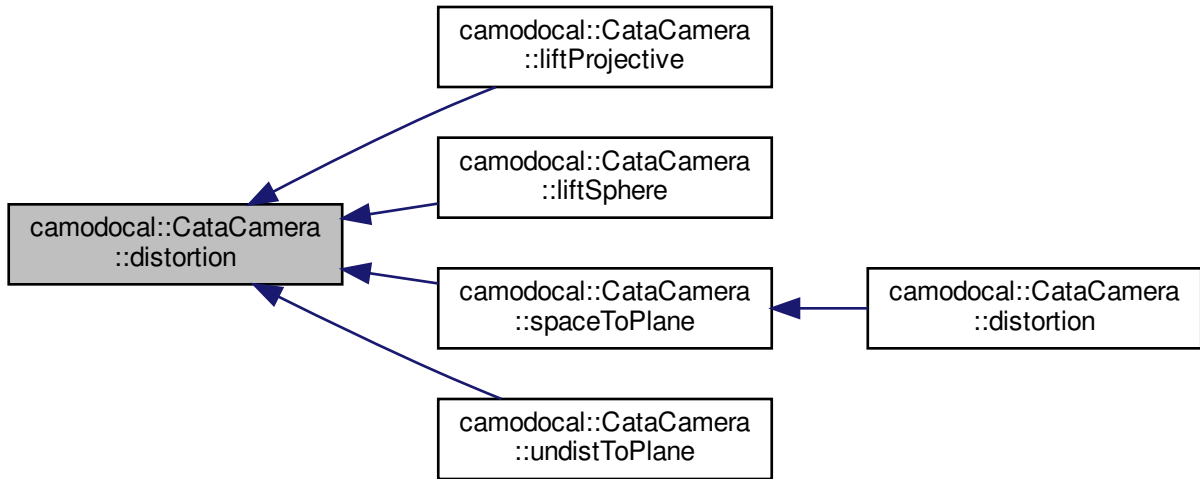 camodocal::CataCamera
::liftProjective
camodocal::CataCamera
::liftSphere
camodocal::CataCamera
::distortion
camodocal::CataCamera
::spaceToPlane
camodocal::CataCamera
::distortion
camodocal::CataCamera
::undistToPlane